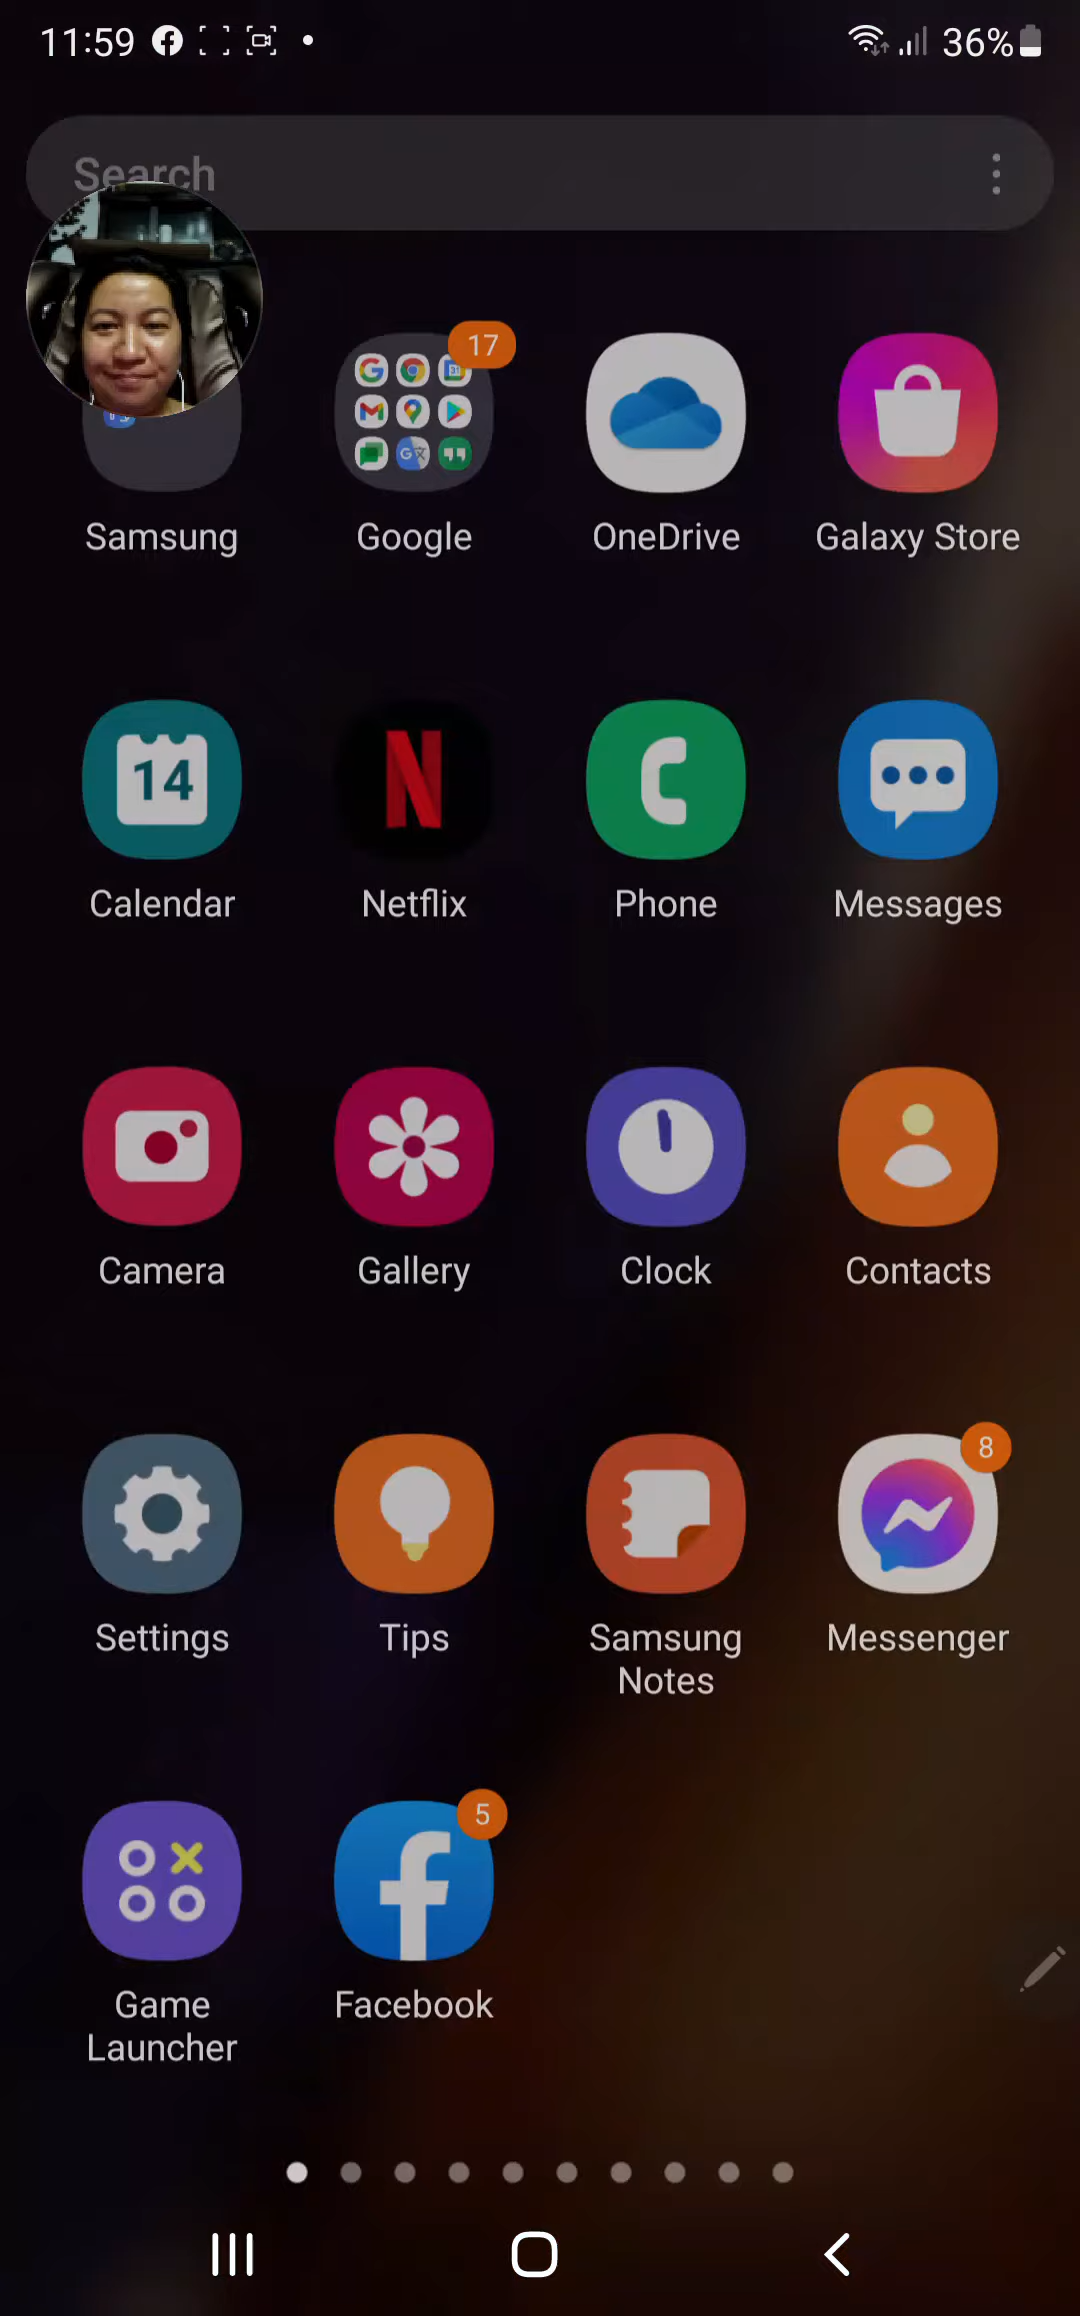 11:59
36%
Search
17
Samsung
Google
OneDrive
Galaxy Store
14
Calendar
Netflix
Phone
Messages
Camera
Gallery
Clock
Contacts
8
Settings
Tips
Samsung
Notes
Messenger
5
Game
Launcher
Facebook